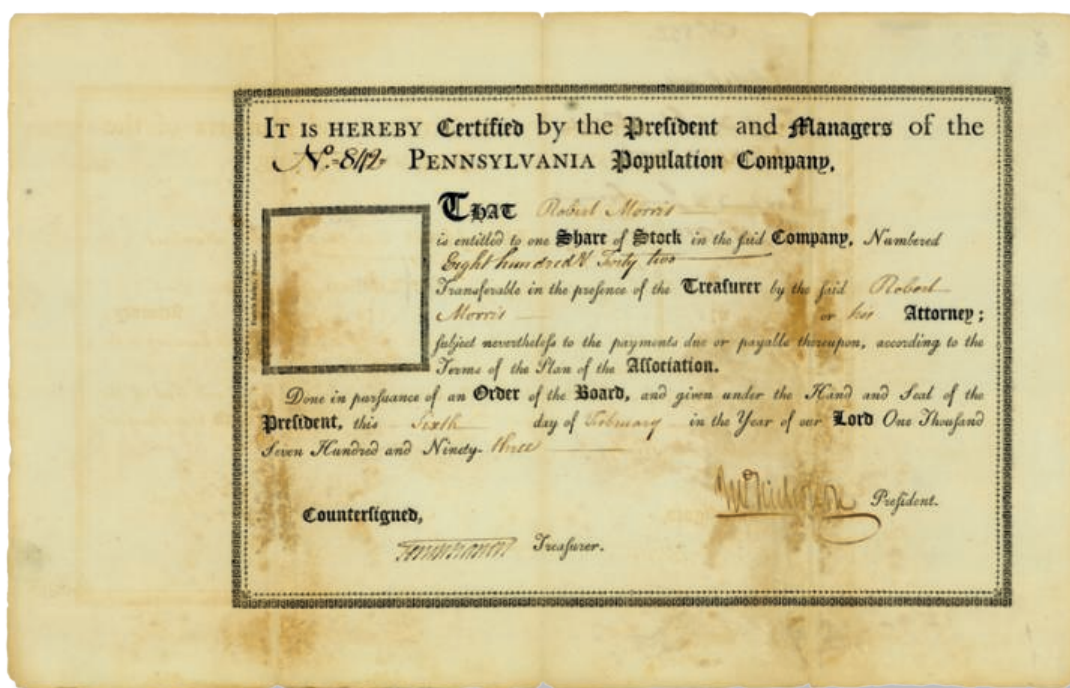 IT IS HEREBY Certified by the Preſident and Managers of the
No. 842 PENNSYLVANIA Population Company,
THAT Robert Morris
is entitled to one Share of Stock in the ſaid Company, Numbered
Eight hundred & Forty two
Transferable in the preſence of the Treaſurer by the ſaid Robert
Morris or his Attorney;
ſubject nevertheleſs to the payments due or payable thereupon, according to the
Terms of the Plan of the Aſſociation.
Done in purſuance of an Order of the Board, and given under the Hand and Seal of the
Preſident, this Sixth day of February in the Year of our Lord One Thouſand
Seven Hundred and Ninety-three
Jno Nicholson Preſident.
Counterſigned,
Treaſurer.